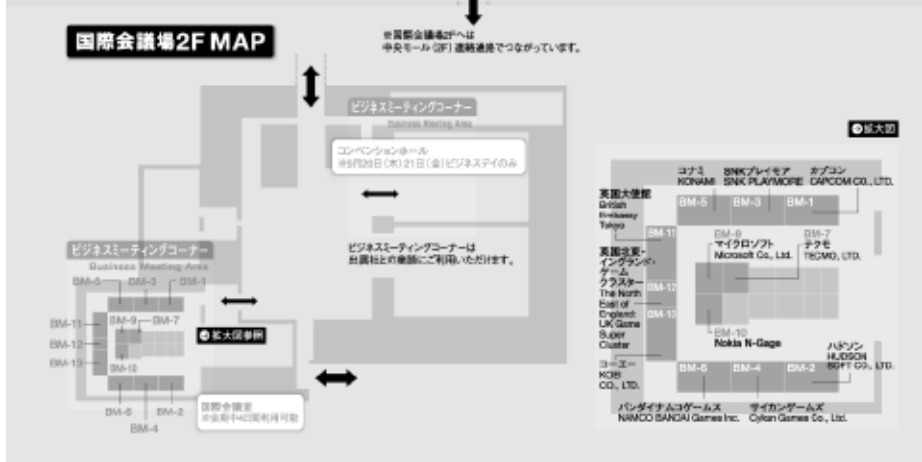 国際会議場2F MAP
※国際会議場2Fへは
中央モール(2F)連絡通路でつながっています。
ビジネスミーティングコーナー
Business Meeting Area
コンベンションホール
※9月20日(木)21日(金)ビジネスデイのみ
ビジネスミーティングコーナーは
出展社との商談にご利用いただけます。
ビジネスミーティングコーナー
Business Meeting Area
BM-5
BM-3
BM-1
BM-11
BM-9
BM-7
BM-12
BM-13
BM-10
BM-6
BM-4
BM-2
拡大図参照
国際会議室
※会期中4日間利用可能
拡大図
コナミ
KONAMI
SNKプレイモア
SNK PLAYMORE
カプコン
CAPCOM CO., LTD.
英国大使館
British
Embassy
Tokyo
BM-5
BM-3
BM-1
BM-11
BM-9
マイクロソフト
Microsoft Co., Ltd.
BM-7
テクモ
TECMO, LTD.
英国北東・
イングランド・
ゲーム
クラスター
The North
East of
England:
UK Game
Super
Cluster
BM-12
BM-13
BM-10
Nokia N-Gage
コーエー
KOEI
CO., LTD.
ハドソン
HUDSON
SOFT CO., LTD.
BM-6
BM-4
BM-2
バンダイナムコゲームス
NAMCO BANDAI Games Inc.
サイカンゲームズ
Cykan Games Co., Ltd.